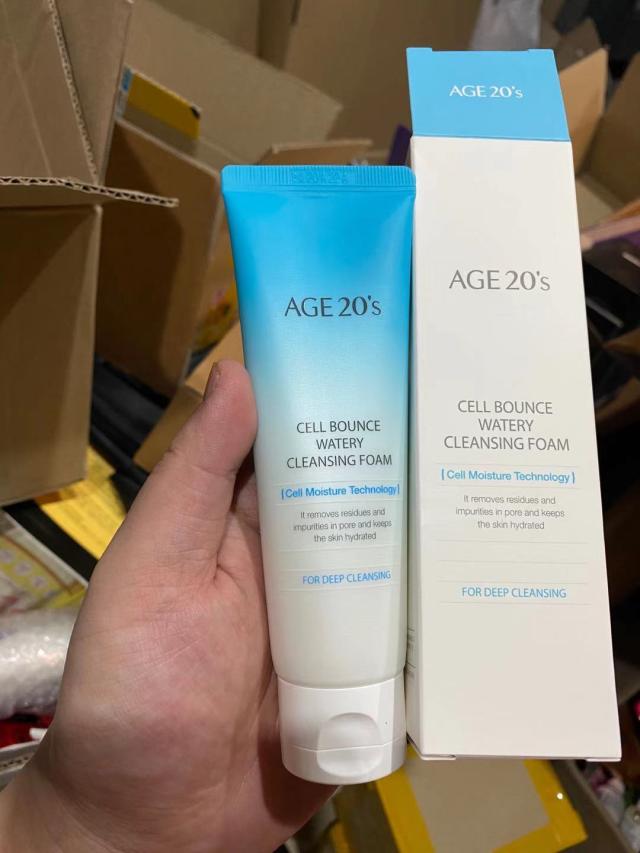 AGE 20's
CELL BOUNCE
WATERY
CLEANSING FOAM
[Cell Moisture Technology]
It removes residues and
impurities in pore and keeps
the skin hydrated
FOR DEEP CLEANSING
AGE 20's
AGE 20's
CELL BOUNCE
WATERY
CLEANSING FOAM
[Cell Moisture Technology]
It removes residues and
impurities in pore and keeps
the skin hydrated
FOR DEEP CLEANSING